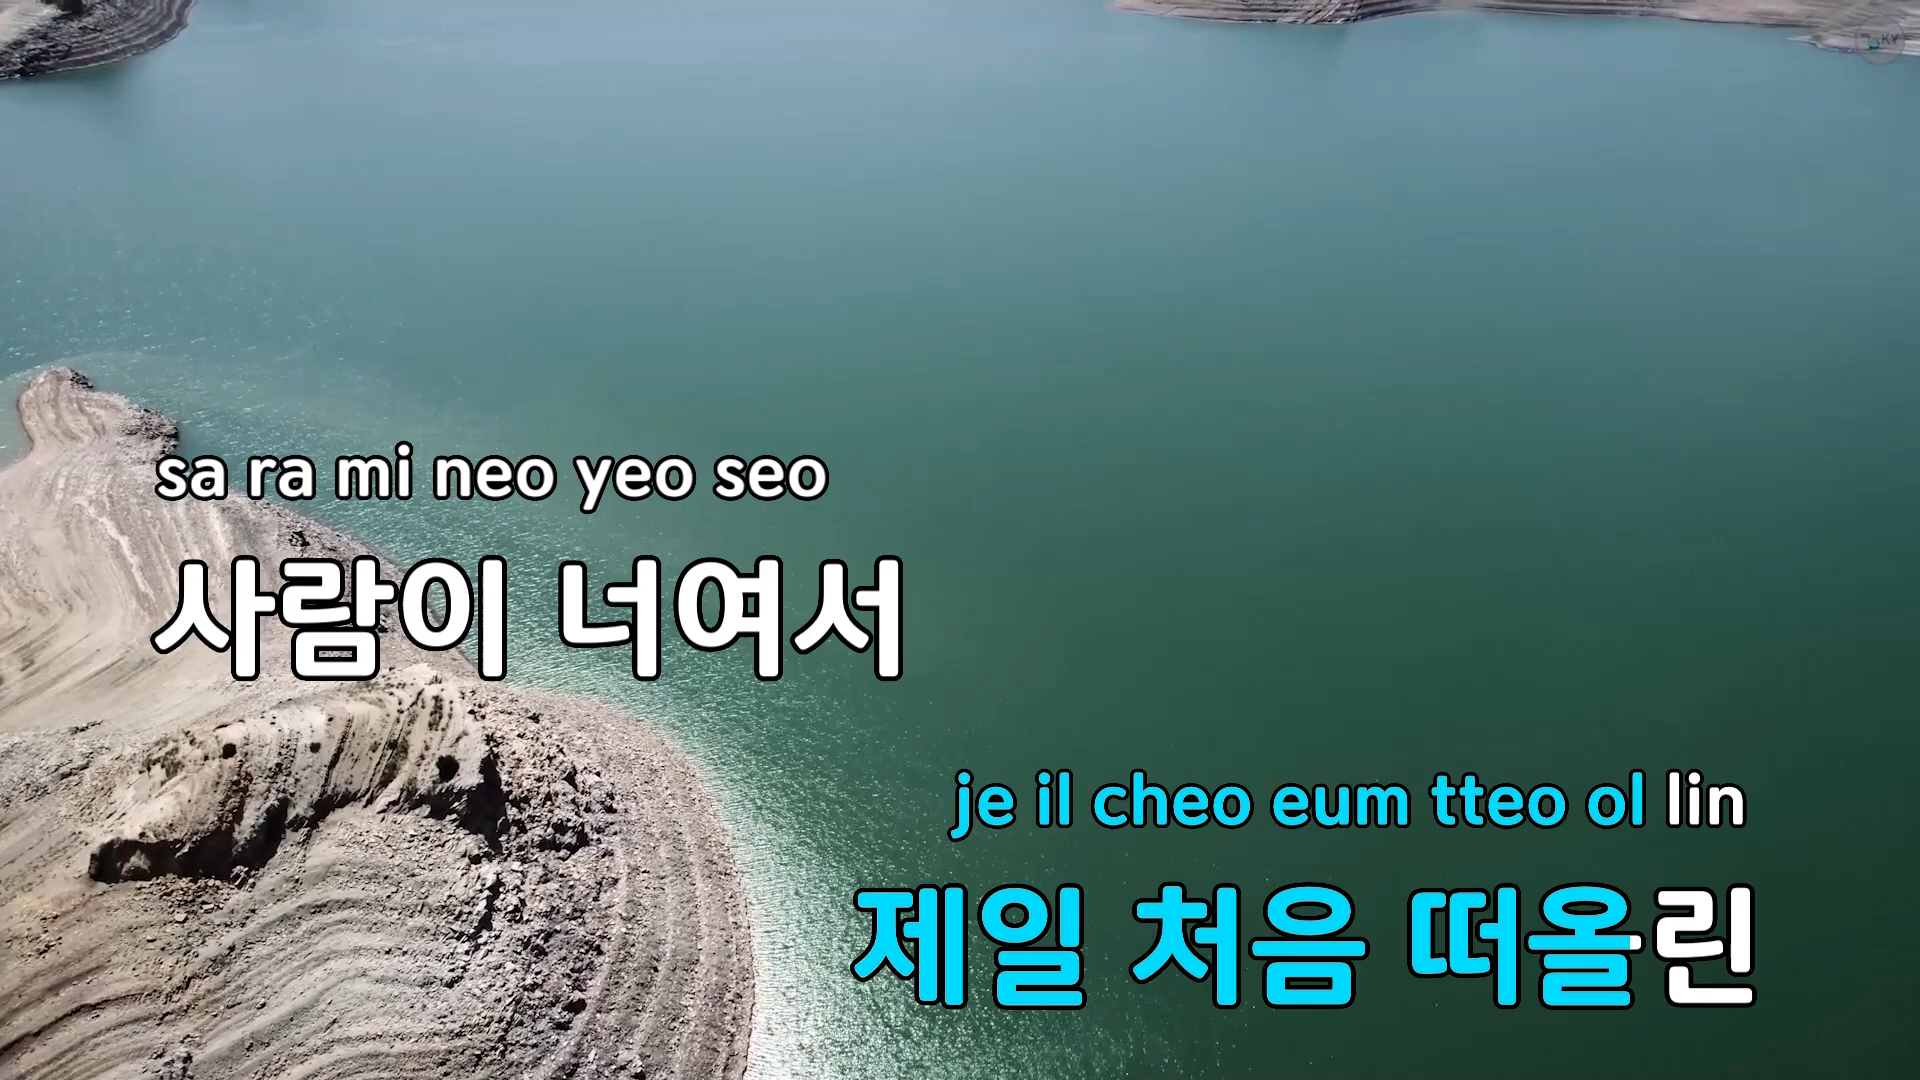 sa ra mi neo yeo seo
사람이 너여서
je il cheo eum tteo ol lin
제일 처음 떠올린
KY